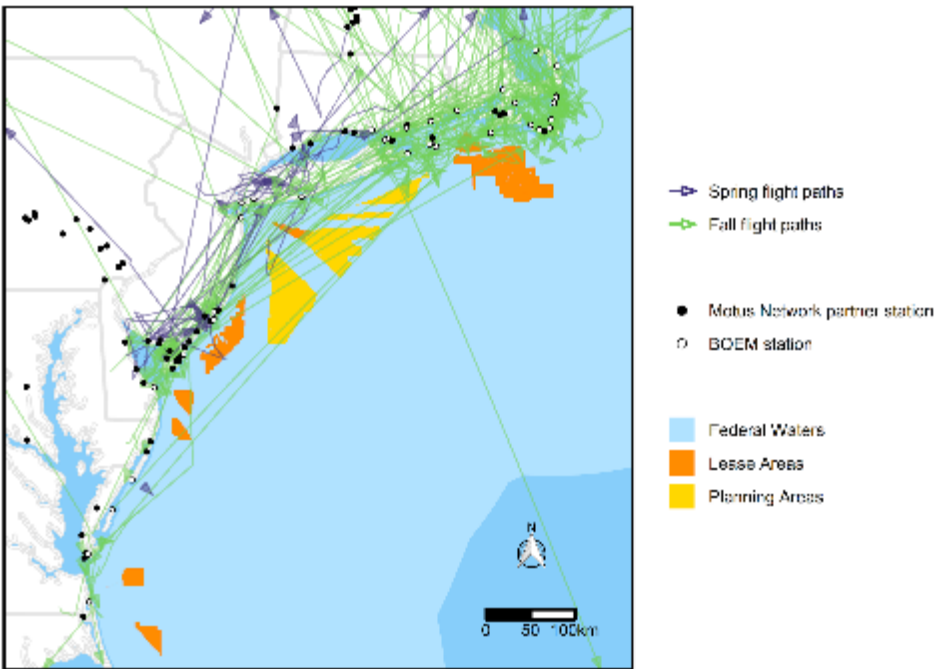 Spring flight paths
Fall flight paths
Motus Network partner station
BOEM station
Federal Waters
Lease Areas
Planning Areas
N
0 50 100km